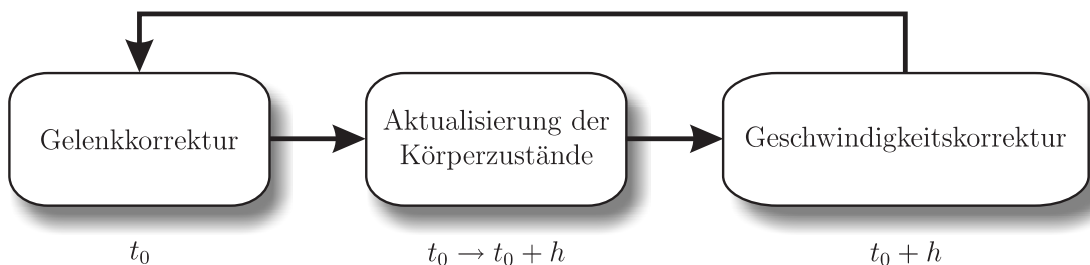 Gelenkkorrektur
Aktualisierung der
Körperzustände
Geschwindigkeitskorrektur
t₀
t₀ → t₀ + h
t₀ + h